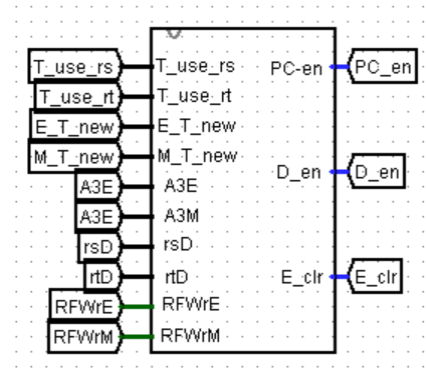 T_use_rs T_use_rs PC-en PC_en
T_use_rt T_use_rt
E_T_new E_T_new
M_T_new M_T_new
D_en D_en
A3E A3E
A3E A3M
rsD rsD
rtD rtD E_clr E_clr
RFWrE RFWrE
RFWrM RFWrM